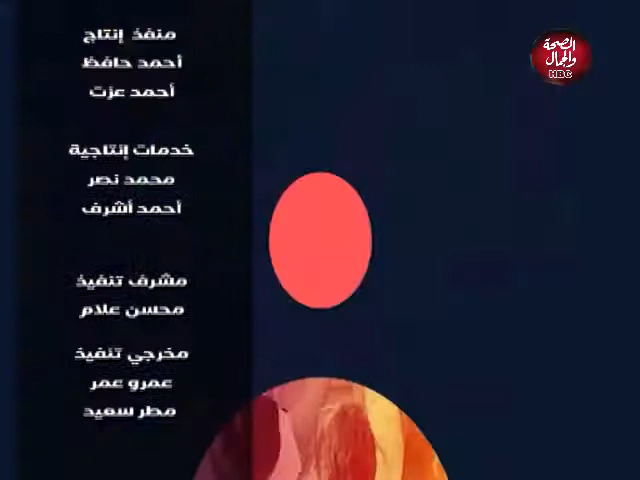 منفذ إنتاج
أحمد حافظ
أحمد عزت
خدمات إنتاجية
محمد نصر
أحمد أشرف
مشرف تنفيذ
محسن علام
مخرجي تنفيذ
عمرو عمر
مطر سعيد
الصحة
والجمال
HBC